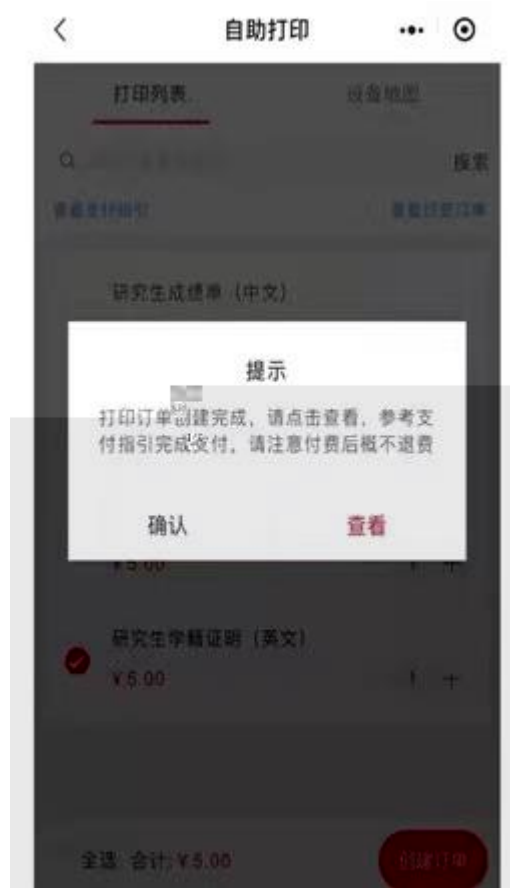 自助打印
打印列表
设备地图
搜索
研究生成绩单（中文）
提示
打印订单创建完成，请点击查看，参考支
付指引完成支付，请注意付费后概不退费
确认
查看
¥5.00
1 +
研究生学籍证明（英文）
¥5.00
1 +
全选 合计:¥5.00
创建订单